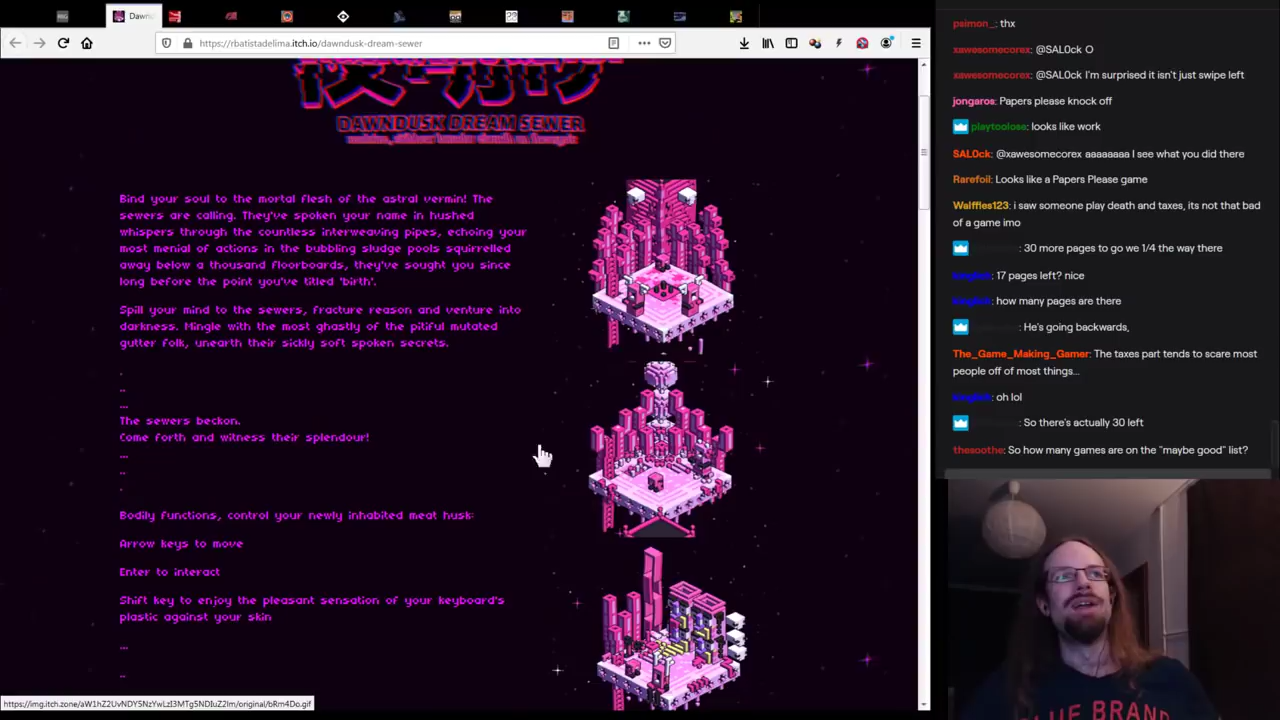 Dawnd
https://rbatistadelima.itch.io/dawndusk-dream-sewer
DAWNDUSK DREAM SEWER
Bind your soul to the mortal flesh of the astral vermin! The
sewers are calling. They've spoken your name in hushed
whispers through the countless interweaving pipes, echoing your
most menial of actions in the bubbling sludge pools squirrelled
away below a thousand floorboards, they've sought you since
long before the point you've titled 'birth'.
Spill your mind to the sewers, fracture reason and venture into
darkness. Mingle with the most ghastly of the pitiful mutated
gutter folk, unearth their sickly soft spoken secrets.
.
..
...
The sewers beckon.
Come forth and witness their splendour!
...
..
.
Bodily functions, control your newly inhabited meat husk:
Arrow keys to move
Enter to interact
Shift key to enjoy the pleasant sensation of your keyboard's
plastic against your skin
...
..
paimon_: thx
xawesomecorex: @SAL0ck O
xawesomecorex: @SAL0ck I'm surprised it isn't just swipe left
jongaros: Papers please knock off
playtooloss: looks like work
SAL0ck: @xawesomecorex aaaaaaaa I see what you did there
Rarefoil: Looks like a Papers Please game
Walffles123: i saw someone play death and taxes, its not that bad
of a game imo
: 30 more pages to go we 1/4 the way there
: 17 pages left? nice
: how many pages are there
: He's going backwards,
The_Game_Making_Gamer: The taxes part tends to scare most
people off of most things...
: oh lol
: So there's actually 30 left
thesoothe: So how many games are on the "maybe good" list?
BLUE BRAND